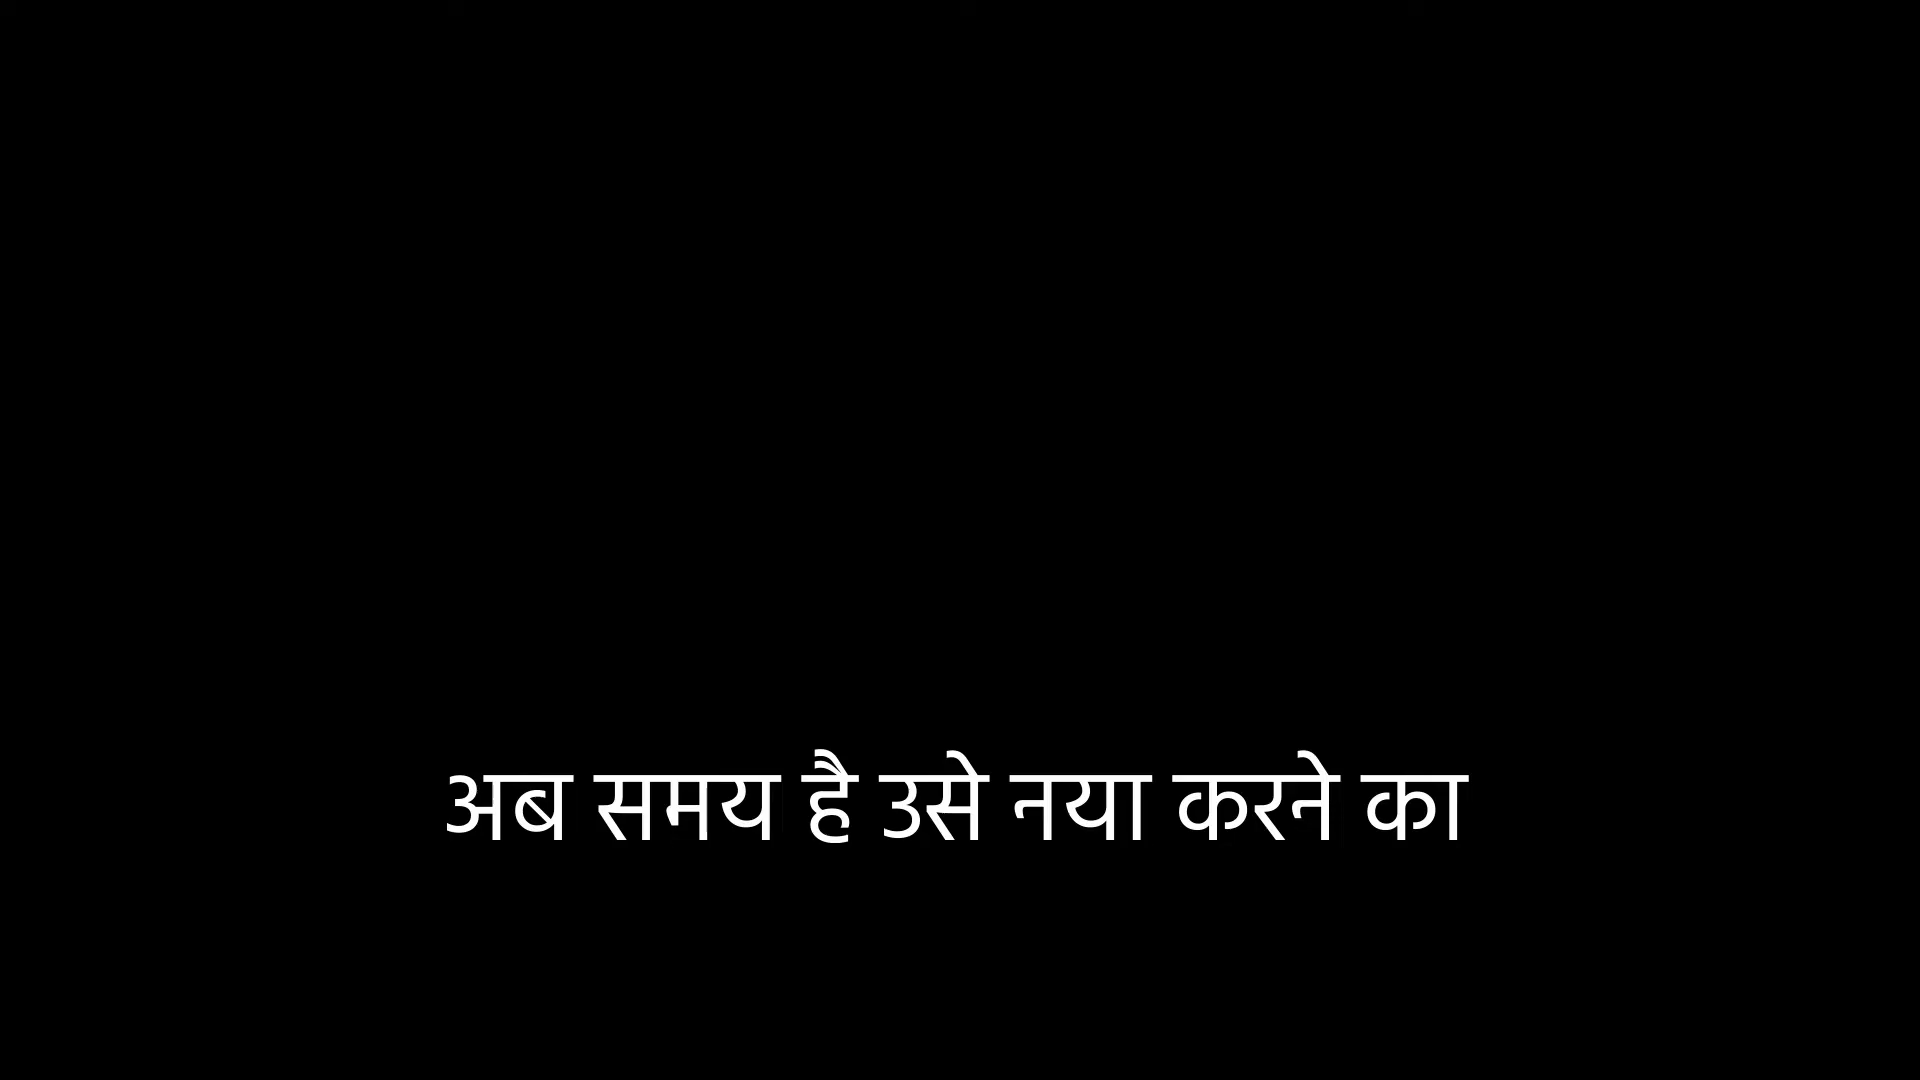 अब समय है उसे नया करने का